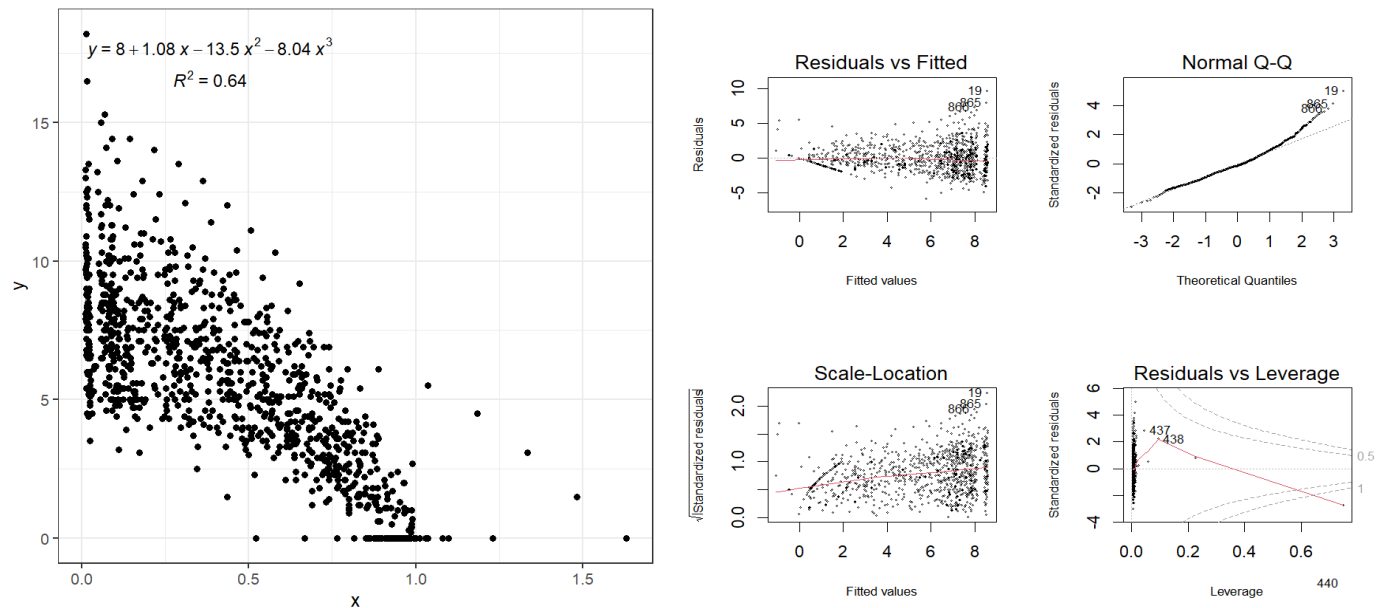 y = 8 + 1.08 x − 13.5 x² − 8.04 x³
R² = 0.64
15
10
5
0
y
0.0 0.5 1.0 1.5
x
Residuals vs Fitted
Residuals
10
5
0
-5
19
865
866
0 2 4 6 8
Fitted values
Normal Q-Q
Standardized residuals
4
2
0
-2
19
865
866
-3 -2 -1 0 1 2 3
Theoretical Quantiles
Scale-Location
√|Standardized residuals|
2.0
1.0
0.0
19
865
866
0 2 4 6 8
Fitted values
Residuals vs Leverage
Standardized residuals
6
4
2
0
-4
437
438
0.5
1
0.0 0.2 0.4 0.6
440
Leverage